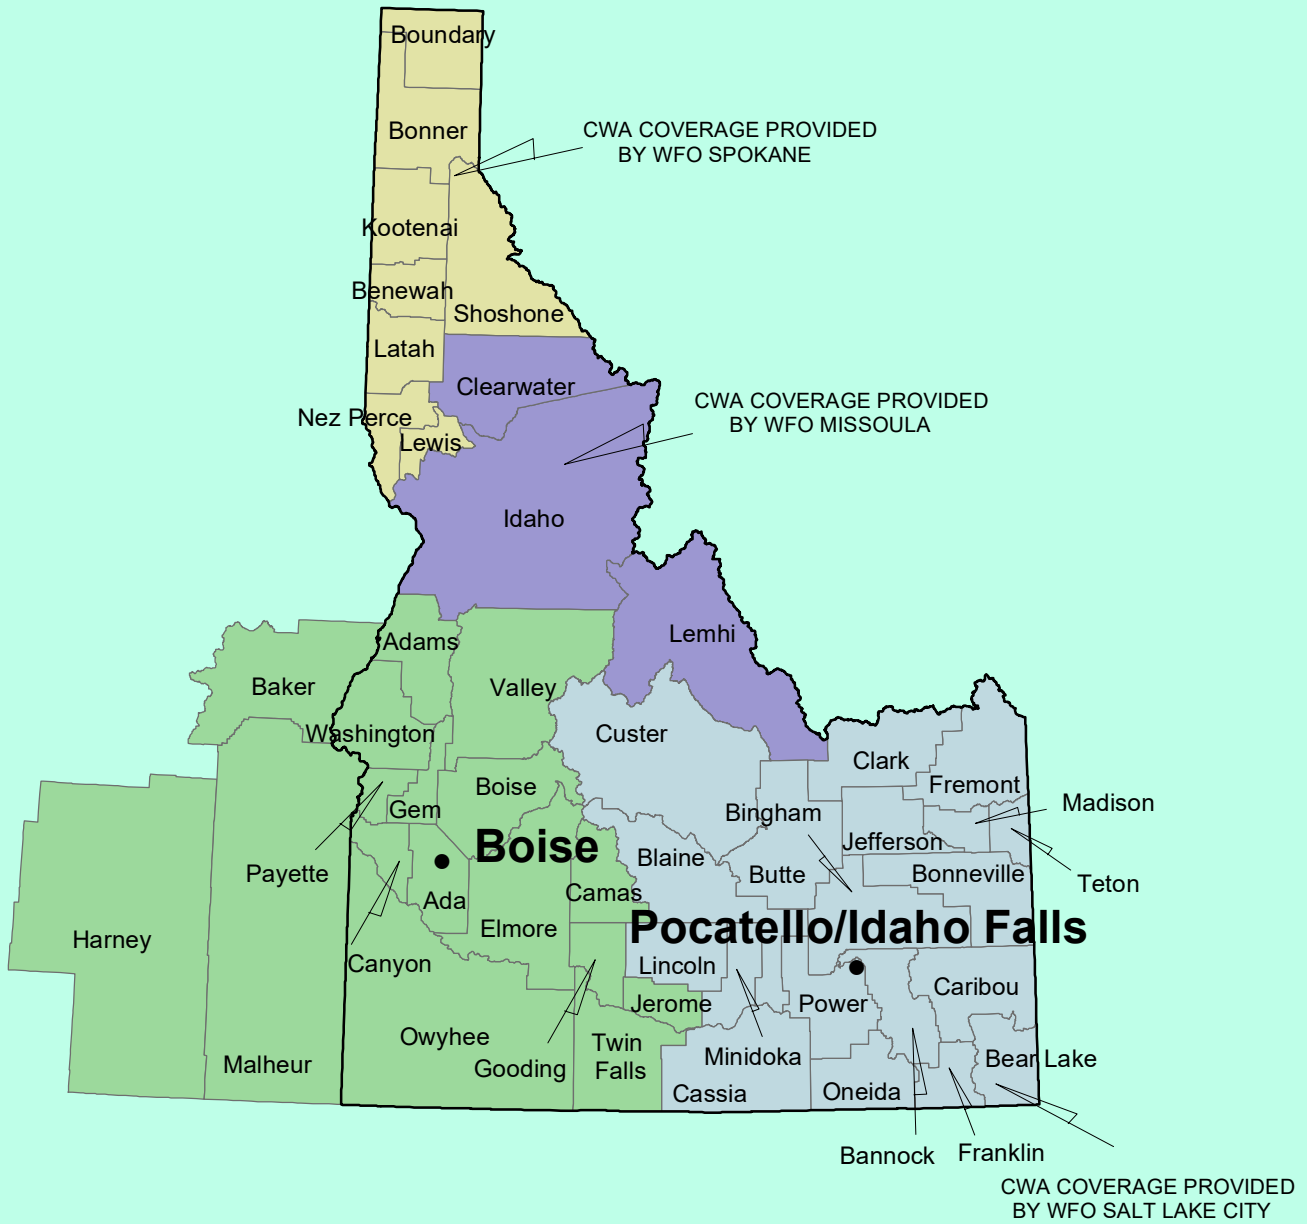 Boundary
Bonner
CWA COVERAGE PROVIDED
BY WFO SPOKANE
Kootenai
Benewah
Shoshone
Latah
Clearwater
CWA COVERAGE PROVIDED
BY WFO MISSOULA
Nez Perce
Lewis
Idaho
Lemhi
Adams
Baker
Valley
Washington
Custer
Clark
Fremont
Boise
Gem
Bingham
Madison
Jefferson
Boise
Blaine
Payette
Butte
Bonneville
Teton
Camas
Ada
Elmore
Pocatello/Idaho Falls
Harney
Canyon
Lincoln
Caribou
Jerome
Power
Owyhee
Twin
Falls
Gooding
Minidoka
Bear Lake
Malheur
Cassia
Oneida
Bannock
Franklin
CWA COVERAGE PROVIDED
BY WFO SALT LAKE CITY